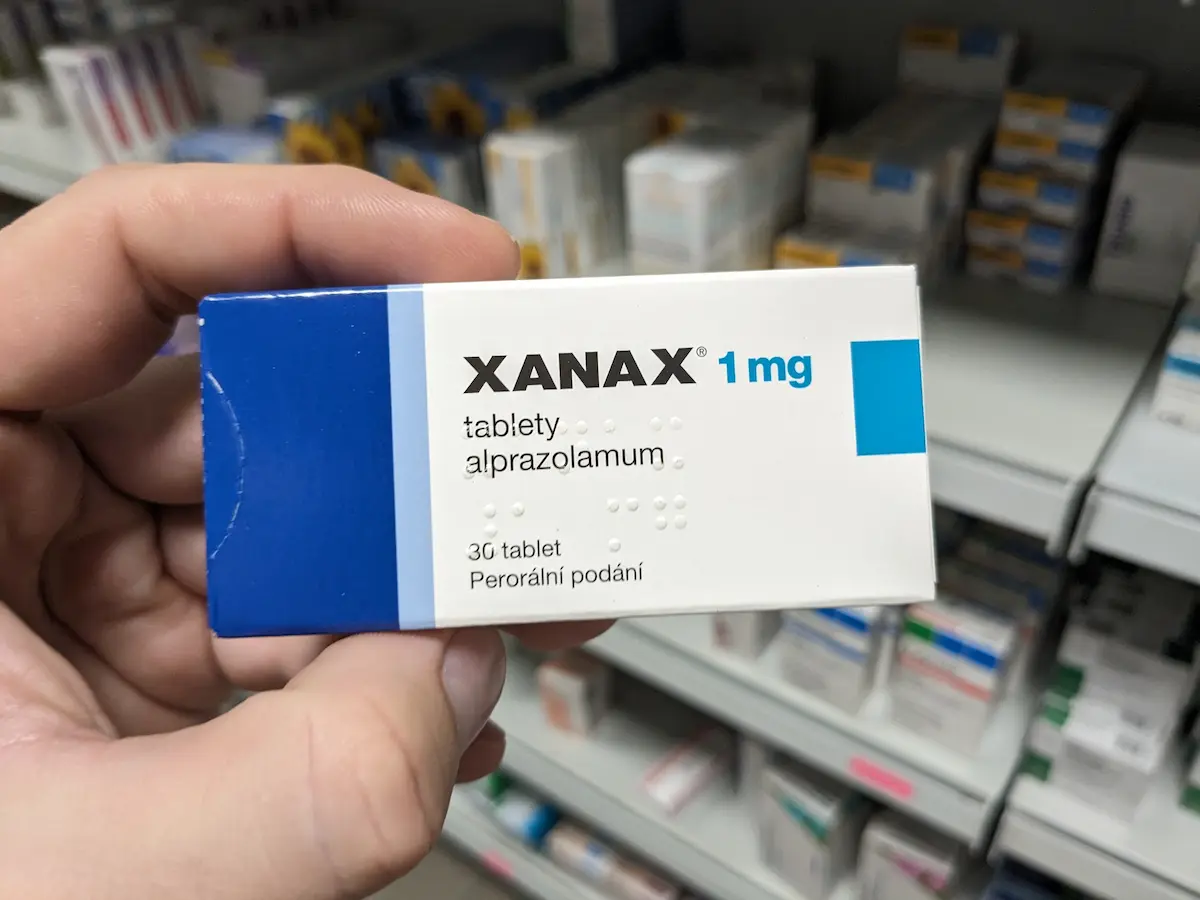 XANAX® 1 mg
tablety
alprazolamum
30 tablet
Perorální podání